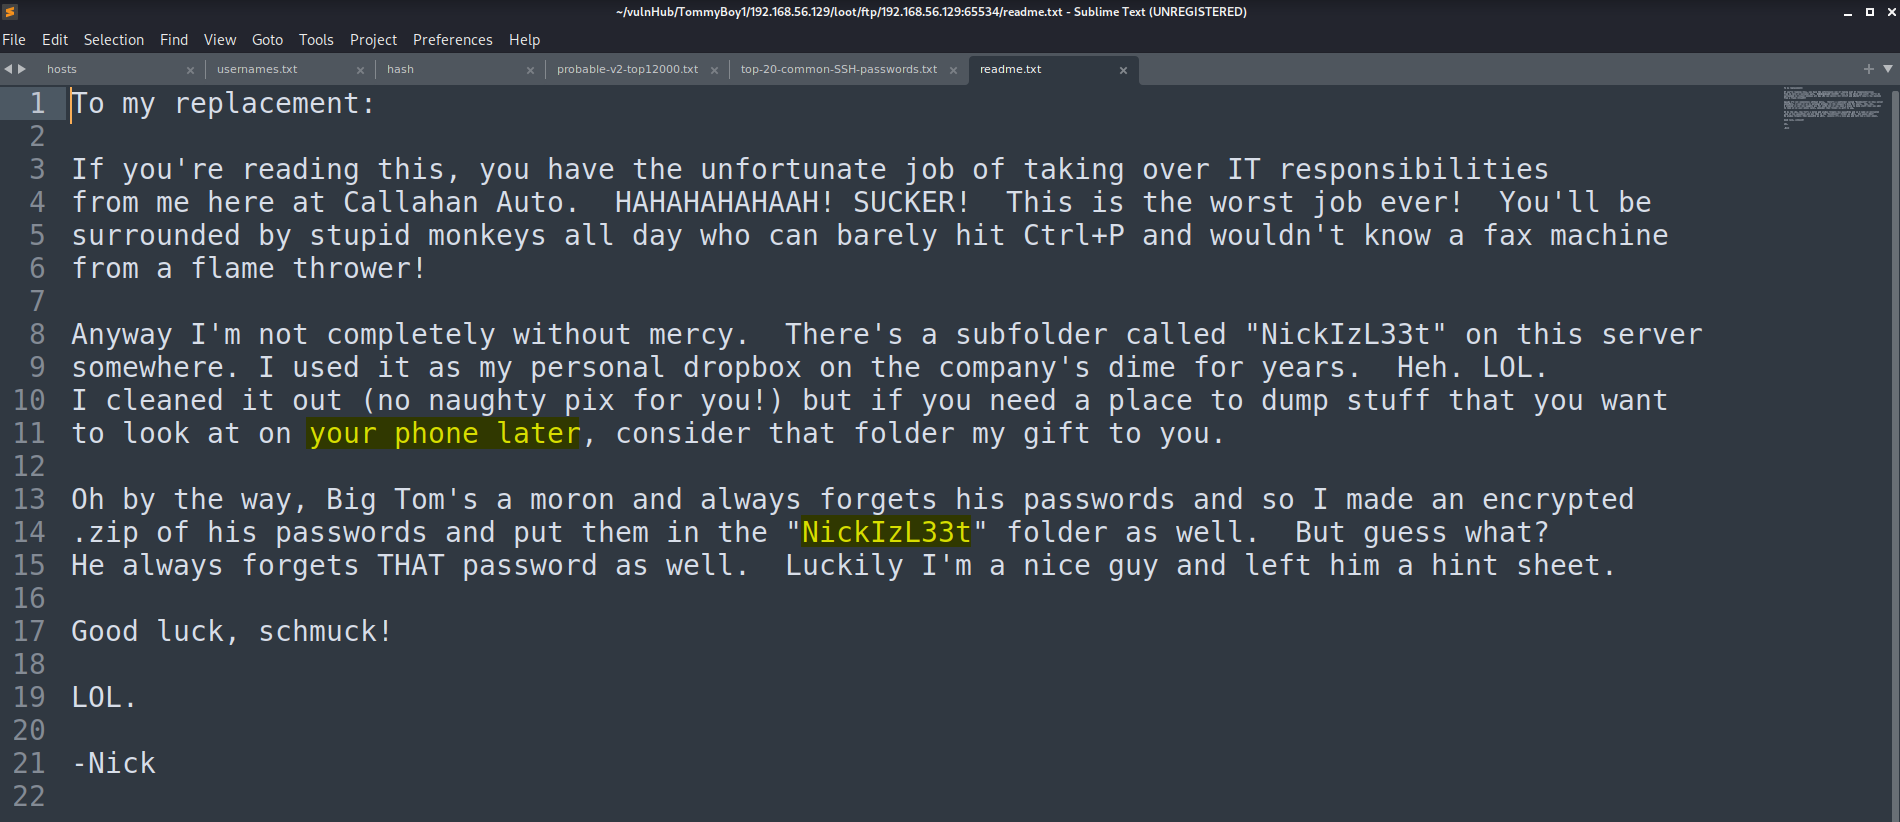 ~/vulnHub/TommyBoy1/192.168.56.129/loot/ftp/192.168.56.129:65534/readme.txt - Sublime Text (UNREGISTERED)
File Edit Selection Find View Goto Tools Project Preferences Help
hosts usernames.txt hash probable-v2-top12000.txt top-20-common-SSH-passwords.txt readme.txt
1 To my replacement:
2
3 If you're reading this, you have the unfortunate job of taking over IT responsibilities
4 from me here at Callahan Auto.  HAHAHAHAHAAH! SUCKER!  This is the worst job ever!  You'll be
5 surrounded by stupid monkeys all day who can barely hit Ctrl+P and wouldn't know a fax machine
6 from a flame thrower!
7
8 Anyway I'm not completely without mercy.  There's a subfolder called "NickIzL33t" on this server
9 somewhere. I used it as my personal dropbox on the company's dime for years.  Heh. LOL.
10 I cleaned it out (no naughty pix for you!) but if you need a place to dump stuff that you want
11 to look at on your phone later, consider that folder my gift to you.
12
13 Oh by the way, Big Tom's a moron and always forgets his passwords and so I made an encrypted
14 .zip of his passwords and put them in the "NickIzL33t" folder as well.  But guess what?
15 He always forgets THAT password as well.  Luckily I'm a nice guy and left him a hint sheet.
16
17 Good luck, schmuck!
18
19 LOL.
20
21 -Nick
22